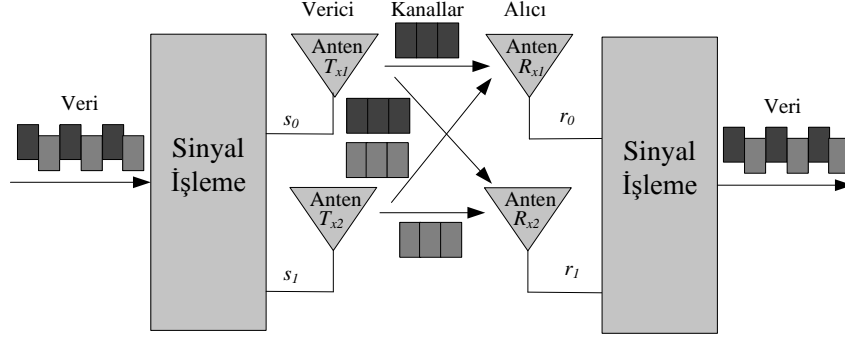 Verici Kanallar Alıcı
Anten
Tx1
Anten
Rx1
Veri
Veri
s0
r0
Sinyal
İşleme
Sinyal
İşleme
Anten
Tx2
Anten
Rx2
s1
r1